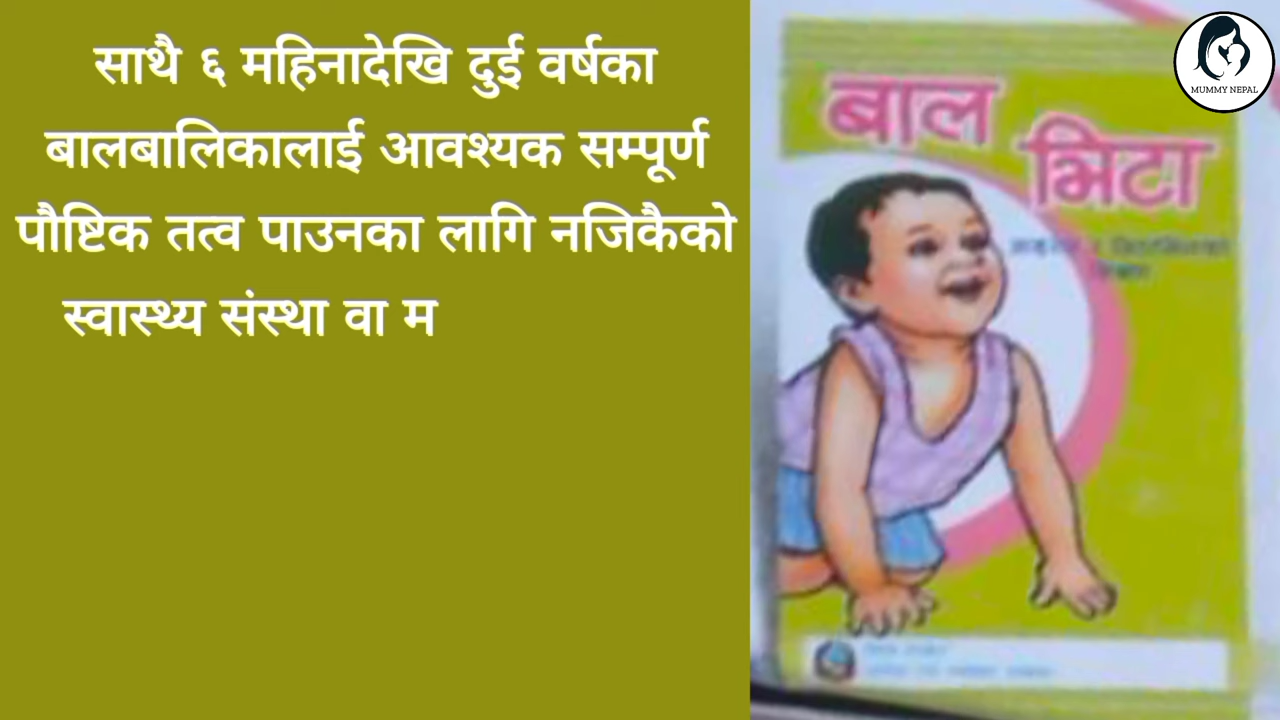 साथै ६ महिनादेखि दुई वर्षका
बालबालिकालाई आवश्यक सम्पूर्ण
पौष्टिक तत्व पाउनका लागि नजिकैको
स्वास्थ्य संस्था वा म
बाल
भिटा
MUMMY NEPAL